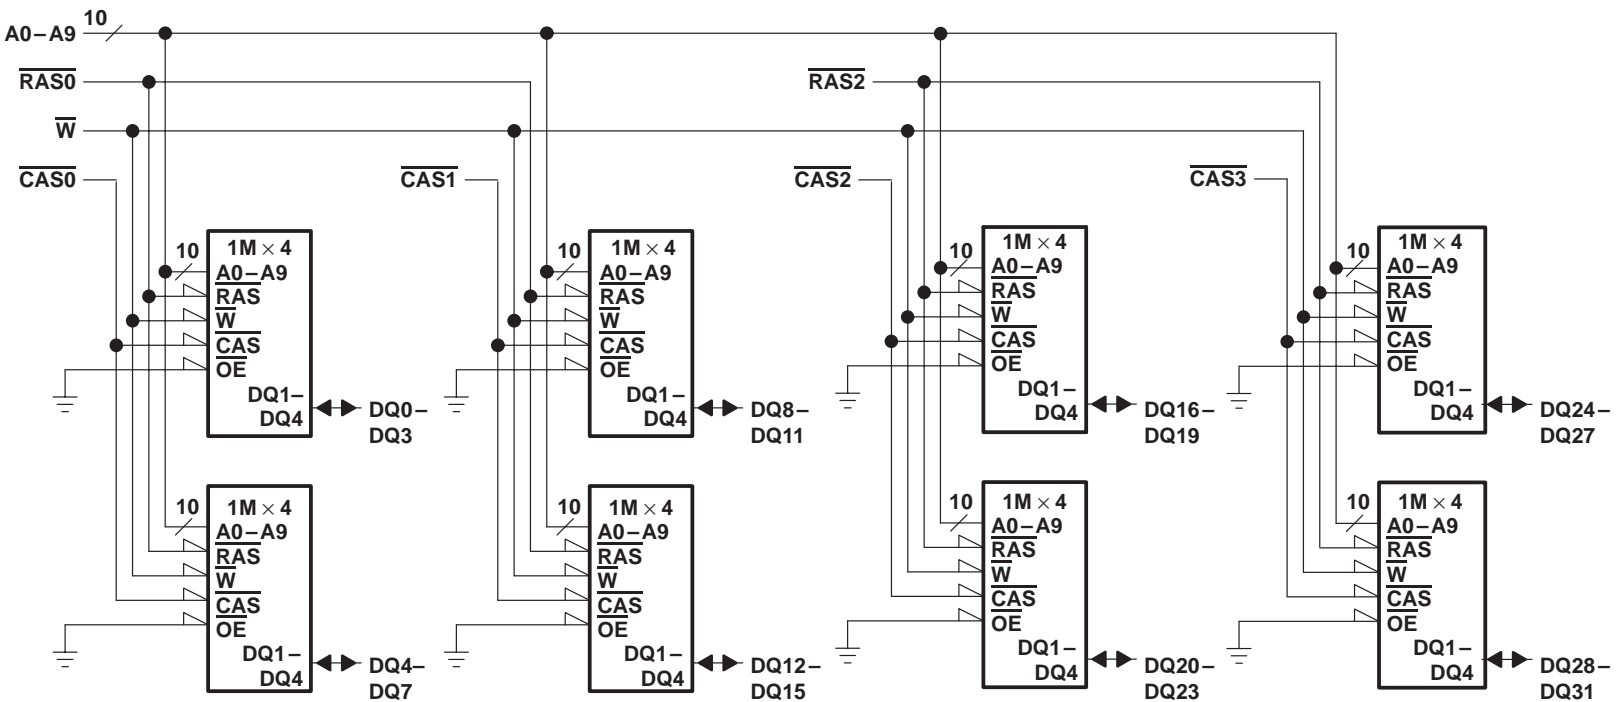 A0–A9 10
RAS0
RAS2
W
CAS0
CAS1
CAS2
CAS3
10
1M × 4
A0–A9
RAS
W
CAS
OE
DQ1–
DQ4
DQ0–
DQ3
10
1M × 4
A0–A9
RAS
W
CAS
OE
DQ1–
DQ4
DQ8–
DQ11
10
1M × 4
A0–A9
RAS
W
CAS
OE
DQ1–
DQ4
DQ16–
DQ19
10
1M × 4
A0–A9
RAS
W
CAS
OE
DQ1–
DQ4
DQ24–
DQ27
10
1M × 4
A0–A9
RAS
W
CAS
OE
DQ1–
DQ4
DQ4–
DQ7
10
1M × 4
A0–A9
RAS
W
CAS
OE
DQ1–
DQ4
DQ12–
DQ15
10
1M × 4
A0–A9
RAS
W
CAS
OE
DQ1–
DQ4
DQ20–
DQ23
10
1M × 4
A0–A9
RAS
W
CAS
OE
DQ1–
DQ4
DQ28–
DQ31